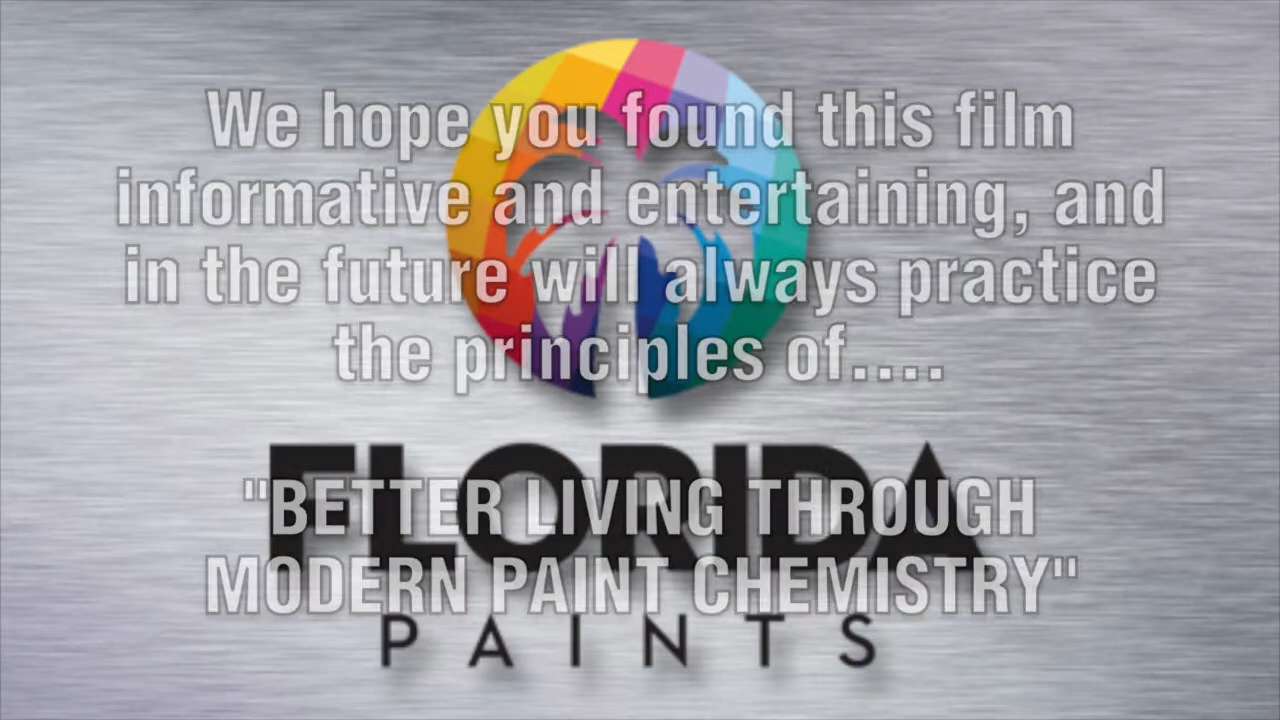 We hope you found this film
informative and entertaining, and
in the future will always practice
the principles of....
FLORIDA
"BETTER LIVING THROUGH
MODERN PAINT CHEMISTRY"
PAINTS